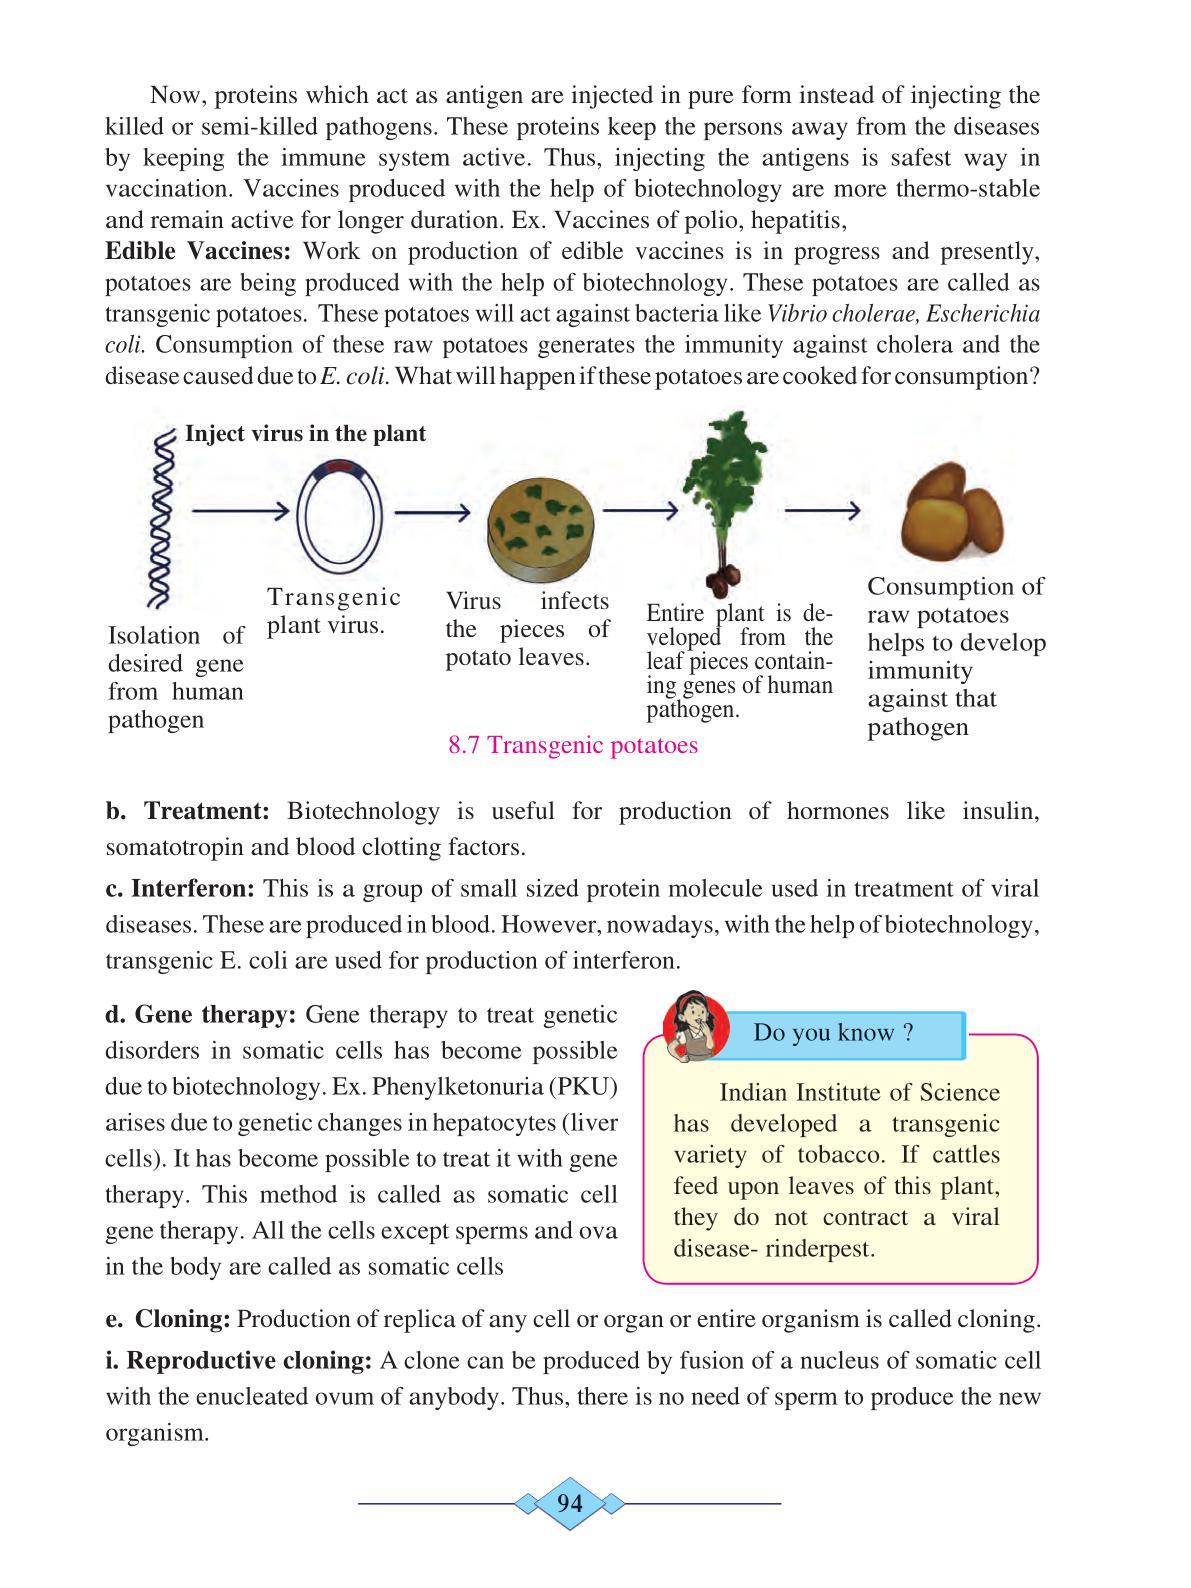 Now, proteins which act as antigen are injected in pure form instead of injecting the
killed or semi-killed pathogens. These proteins keep the persons away from the diseases
by keeping the immune system active. Thus, injecting the antigens is safest way in
vaccination. Vaccines produced with the help of biotechnology are more thermo-stable
and remain active for longer duration. Ex. Vaccines of polio, hepatitis,
Edible Vaccines: Work on production of edible vaccines is in progress and presently,
potatoes are being produced with the help of biotechnology. These potatoes are called as
transgenic potatoes. These potatoes will act against bacteria like Vibrio cholerae, Escherichia
coli. Consumption of these raw potatoes generates the immunity against cholera and the
disease caused due to E. coli. What will happen if these potatoes are cooked for consumption?
Inject virus in the plant
Isolation of
desired gene
from human
pathogen
Transgenic
plant virus.
Virus infects
the pieces of
potato leaves.
Entire plant is de-
veloped from the
leaf pieces contain-
ing genes of human
pathogen.
Consumption of
raw potatoes
helps to develop
immunity
against that
pathogen
8.7 Transgenic potatoes
b. Treatment: Biotechnology is useful for production of hormones like insulin,
somatotropin and blood clotting factors.
c. Interferon: This is a group of small sized protein molecule used in treatment of viral
diseases. These are produced in blood. However, nowadays, with the help of biotechnology,
transgenic E. coli are used for production of interferon.
d. Gene therapy: Gene therapy to treat genetic
disorders in somatic cells has become possible
due to biotechnology. Ex. Phenylketonuria (PKU)
arises due to genetic changes in hepatocytes (liver
cells). It has become possible to treat it with gene
therapy. This method is called as somatic cell
gene therapy. All the cells except sperms and ova
in the body are called as somatic cells
Do you know ?
Indian Institute of Science
has developed a transgenic
variety of tobacco. If cattles
feed upon leaves of this plant,
they do not contract a viral
disease- rinderpest.
e. Cloning: Production of replica of any cell or organ or entire organism is called cloning.
i. Reproductive cloning: A clone can be produced by fusion of a nucleus of somatic cell
with the enucleated ovum of anybody. Thus, there is no need of sperm to produce the new
organism.
94